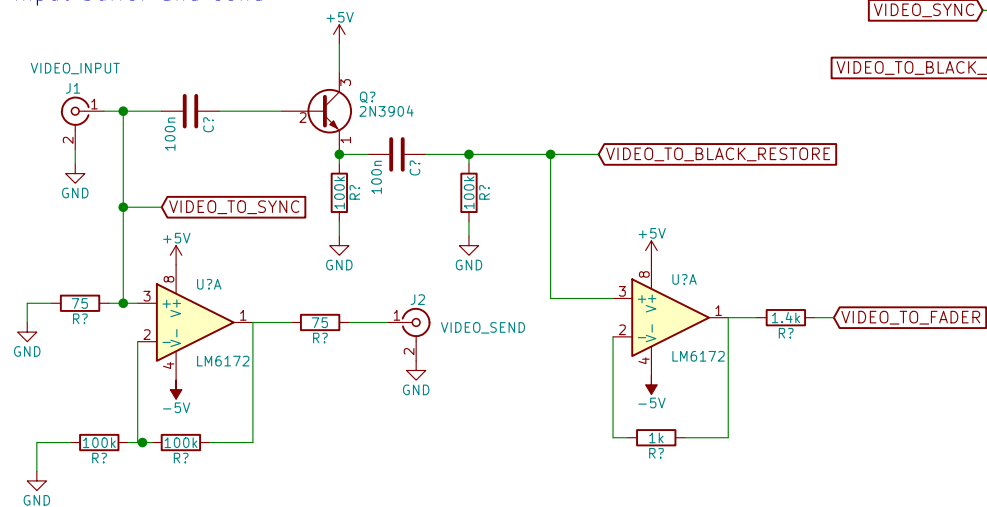 VIDEO_SYNC
VIDEO_TO_BLACK_
VIDEO_INPUT
J1
1
2
GND
100n
C?
+5V
3
Q?
2N3904
2
1
100n
C?
100k
R?
GND
100k
R?
GND
VIDEO_TO_BLACK_RESTORE
VIDEO_TO_SYNC
+5V
8
U?A
3
+
V+
2
-
V-
1
4
LM6172
-5V
75
R?
GND
75
R?
J2
1
2
VIDEO_SEND
GND
100k
R?
100k
R?
GND
+5V
8
U?A
3
+
V+
2
-
V-
1
4
LM6172
-5V
1k
R?
1.4k
R?
VIDEO_TO_FADER